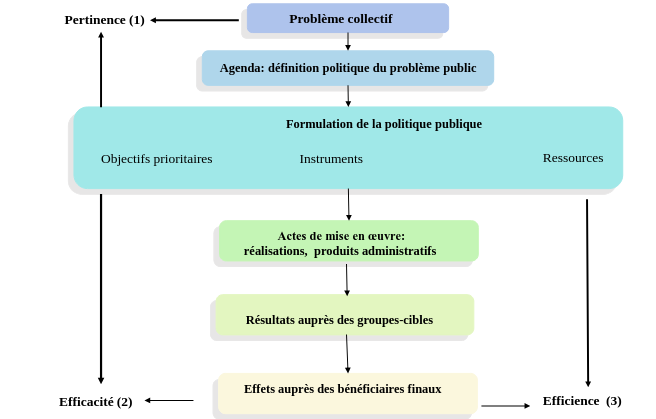 Pertinence (1)
Problème collectif
Agenda: définition politique du problème public
Formulation de la politique publique
Objectifs prioritaires
Instruments
Ressources
Actes de mise en œuvre:
réalisations,  produits administratifs
Résultats auprès des groupes-cibles
Effets auprès des bénéficiaires finaux
Efficacité (2)
Efficience  (3)